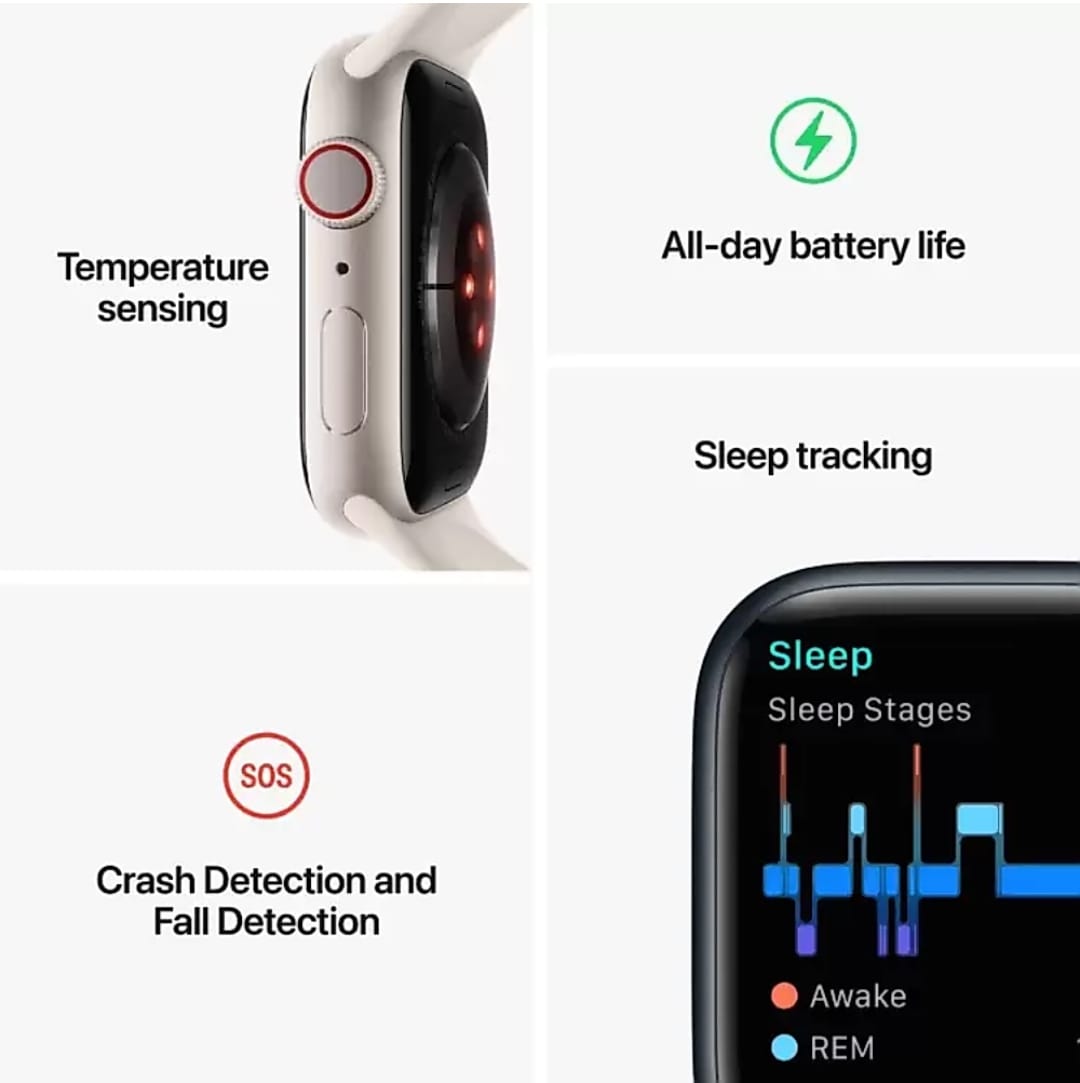 Temperature
sensing
All-day battery life
Sleep tracking
Sleep
Sleep Stages
Awake
REM
SOS
Crash Detection and
Fall Detection